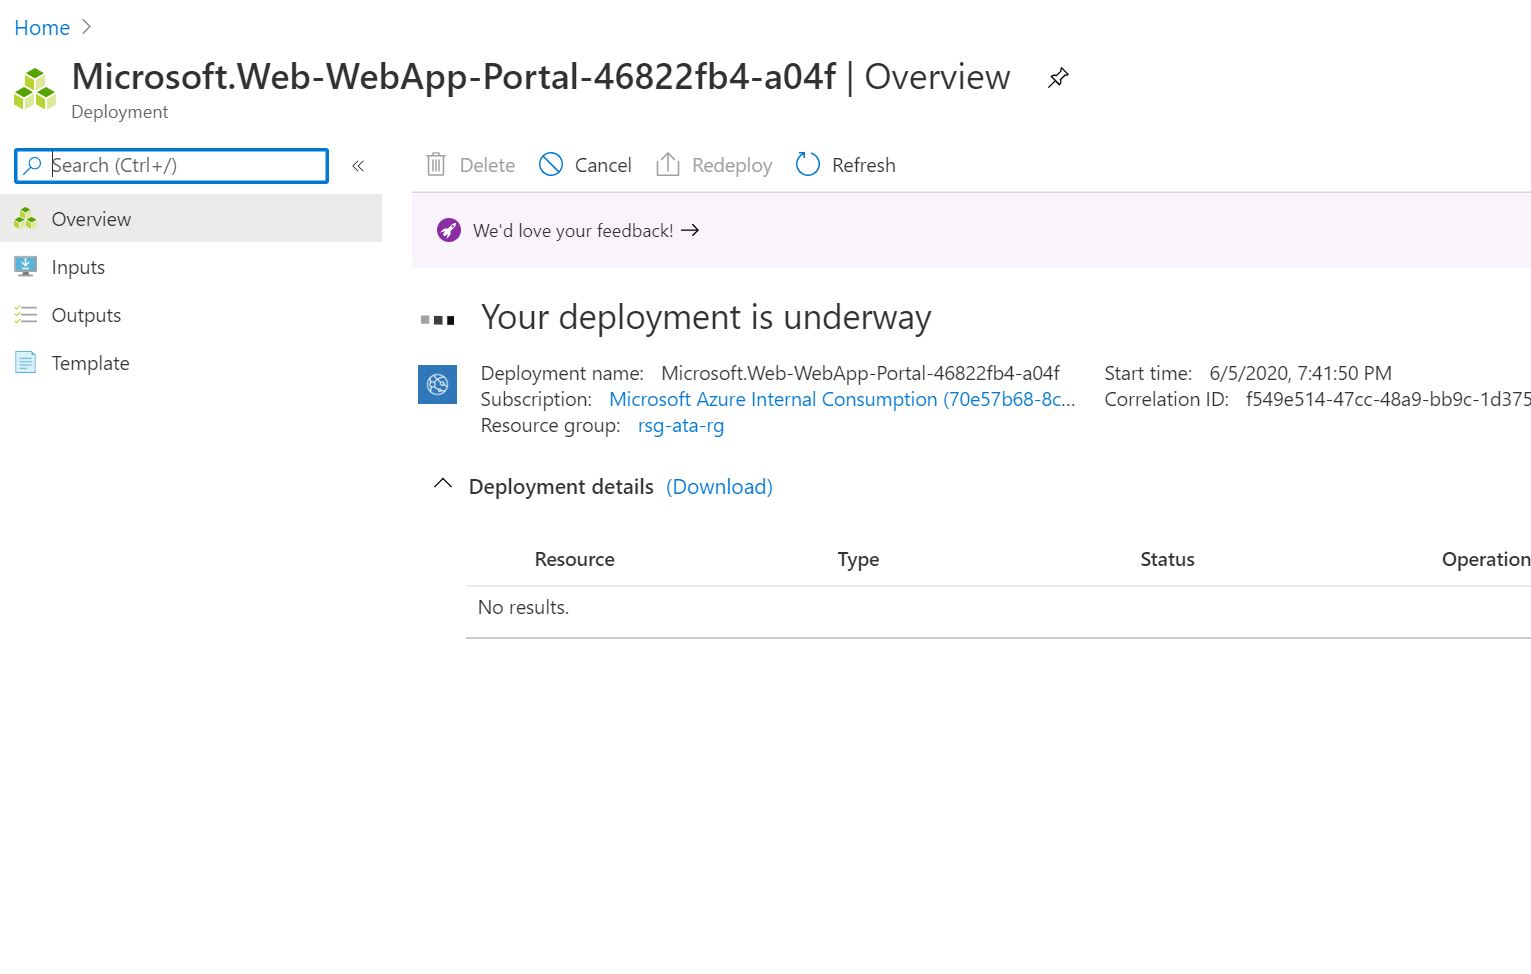 Home
Microsoft.Web-WebApp-Portal-46822fb4-a04f | Overview
Deployment
Search (Ctrl+/)
Overview
Inputs
Outputs
Template
Delete Cancel Redeploy Refresh
We'd love your feedback! →
Your deployment is underway
Deployment name: Microsoft.Web-WebApp-Portal-46822fb4-a04f Start time: 6/5/2020, 7:41:50 PM
Subscription: Microsoft Azure Internal Consumption (70e57b68-8c... Correlation ID: f549e514-47cc-48a9-bb9c-1d375
Resource group: rsg-ata-rg
Deployment details (Download)
Resource Type Status Operation
No results.